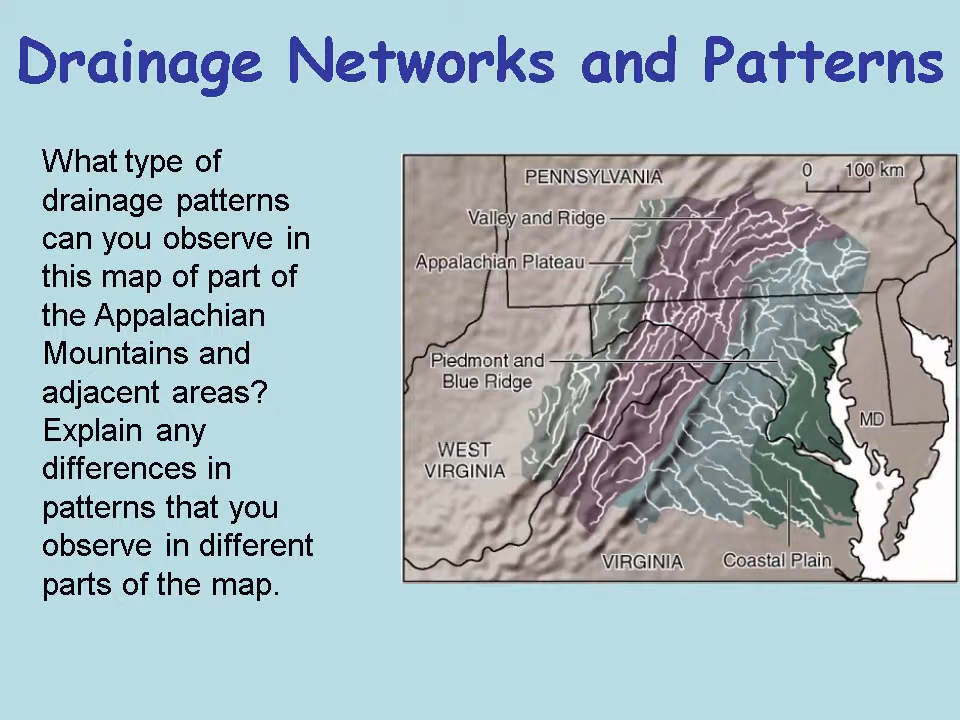 Drainage Networks and Patterns
What type of
drainage patterns
can you observe in
this map of part of
the Appalachian
Mountains and
adjacent areas?
Explain any
differences in
patterns that you
observe in different
parts of the map.
PENNSYLVANIA
0 100 km
Valley and Ridge
Appalachian Plateau
Piedmont and
Blue Ridge
MD
WEST
VIRGINIA
VIRGINIA
Coastal Plain